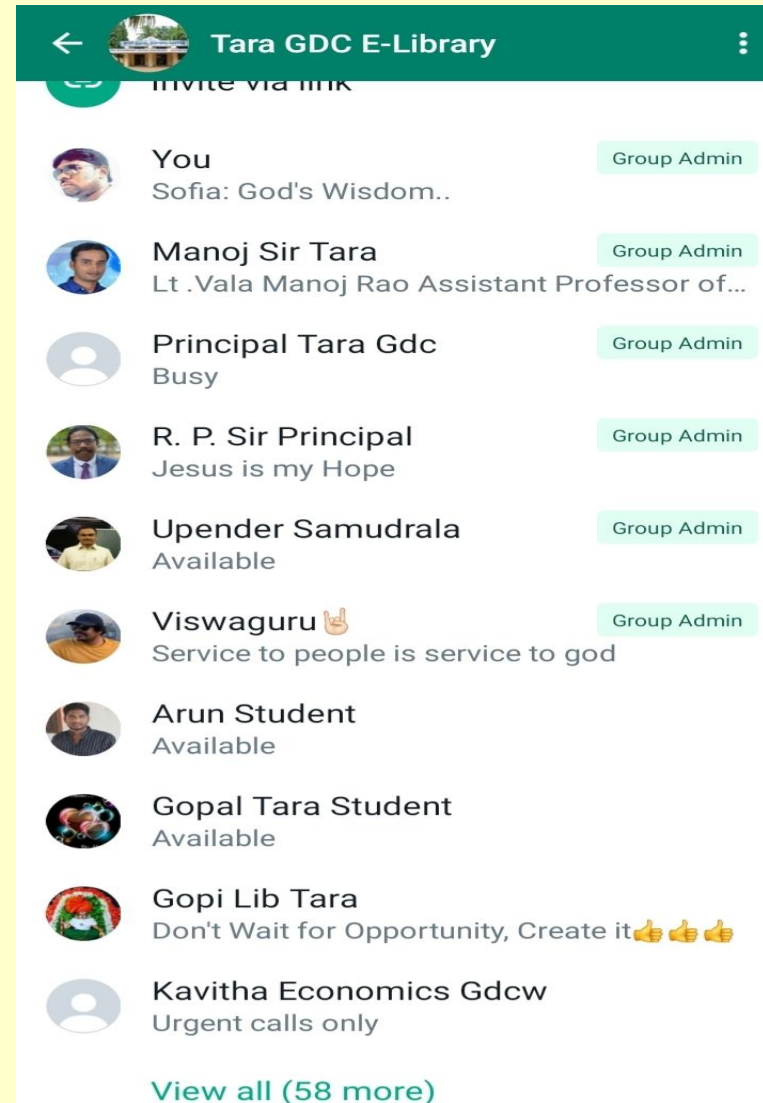 Tara GDC E-Library
Invite via link
You
Group Admin
Sofia: God's Wisdom..
Manoj Sir Tara
Group Admin
Lt .Vala Manoj Rao Assistant Professor of...
Principal Tara Gdc
Group Admin
Busy
R. P. Sir Principal
Group Admin
Jesus is my Hope
Upender Samudrala
Group Admin
Available
Viswaguru🤘🏻
Group Admin
Service to people is service to god
Arun Student
Available
Gopal Tara Student
Available
Gopi Lib Tara
Don't Wait for Opportunity, Create it👍👍👍
Kavitha Economics Gdcw
Urgent calls only
View all (58 more)